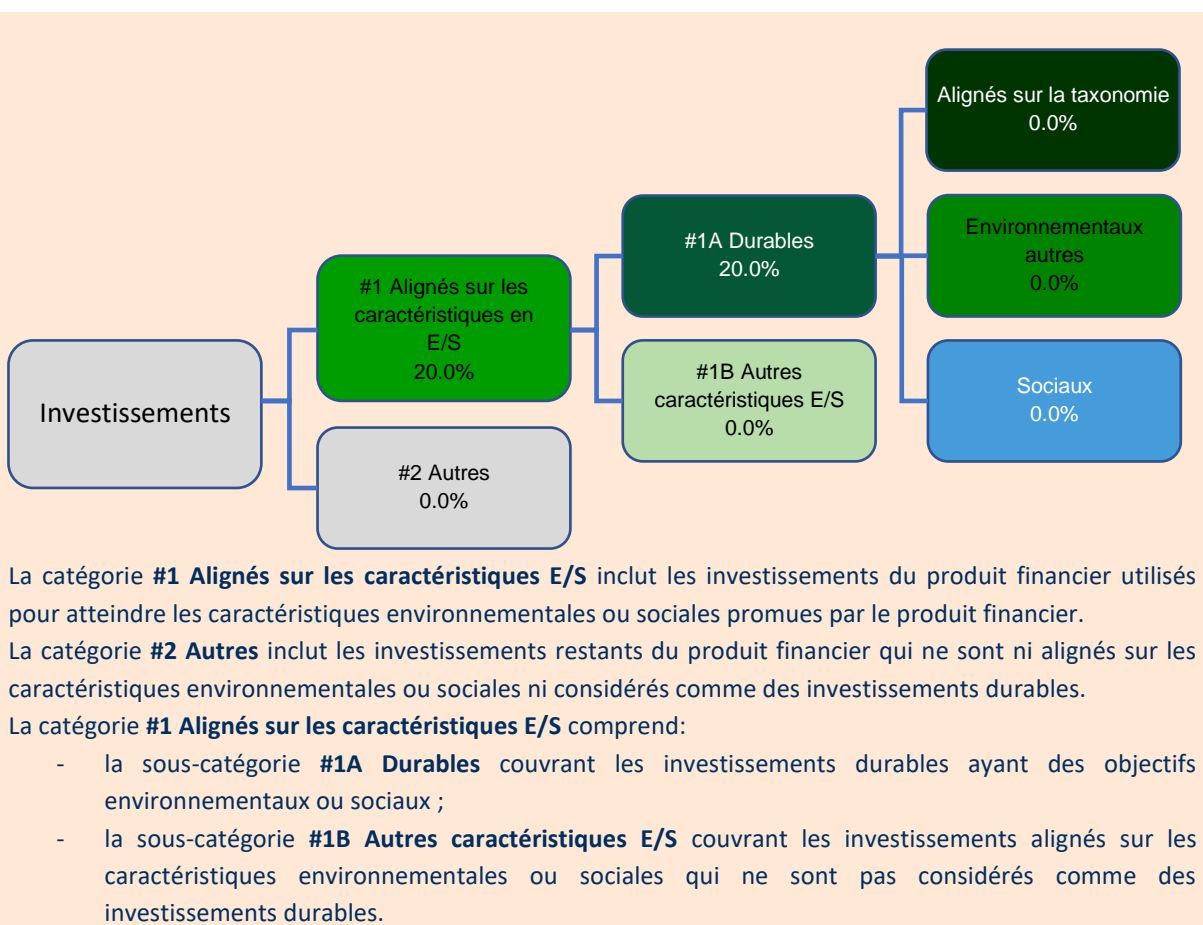 Alignés sur la taxonomie
0.0%
#1A Durables
20.0%
Environnementaux
autres
0.0%
#1 Alignés sur les
caractéristiques en
E/S
20.0%
#1B Autres
caractéristiques E/S
0.0%
Sociaux
0.0%
Investissements
#2 Autres
0.0%
La catégorie #1 Alignés sur les caractéristiques E/S inclut les investissements du produit financier utilisés
pour atteindre les caractéristiques environnementales ou sociales promues par le produit financier.
La catégorie #2 Autres inclut les investissements restants du produit financier qui ne sont ni alignés sur les
caractéristiques environnementales ou sociales ni considérés comme des investissements durables.
La catégorie #1 Alignés sur les caractéristiques E/S comprend:
- la sous-catégorie #1A Durables couvrant les investissements durables ayant des objectifs
environnementaux ou sociaux ;
- la sous-catégorie #1B Autres caractéristiques E/S couvrant les investissements alignés sur les
caractéristiques environnementales ou sociales qui ne sont pas considérés comme des
investissements durables.